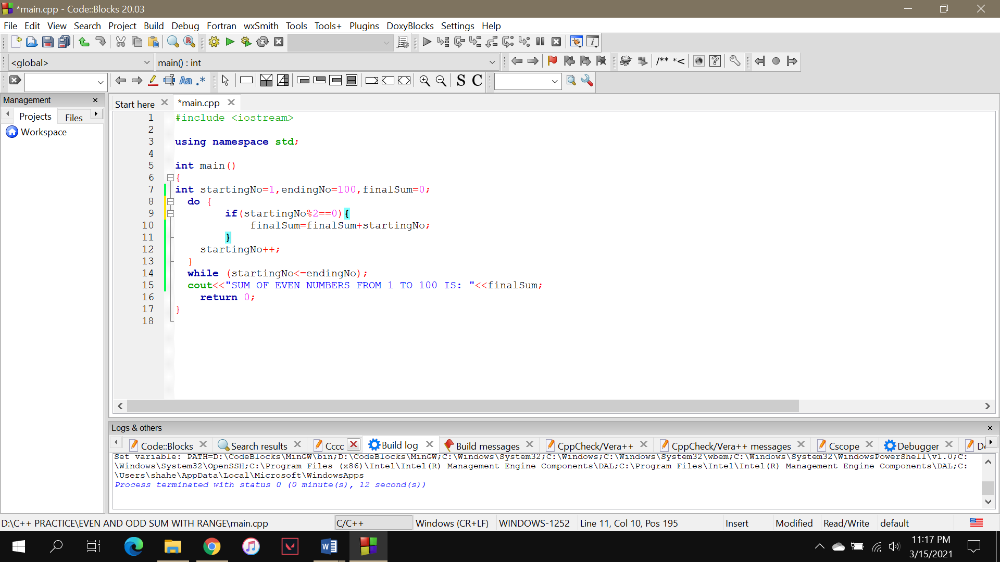 *main.cpp - Code::Blocks 20.03
File Edit View Search Project Build Debug Fortran wxSmith Tools Tools+ Plugins DoxyBlocks Settings Help
<global> main() : int /** *<
Aa .* S C
Management
Projects Files
Workspace
Start here *main.cpp
1 #include <iostream>
2
3 using namespace std;
4
5 int main()
6 {
7 int startingNo=1,endingNo=100,finalSum=0;
8 do {
9 if(startingNo%2==0){
10 finalSum=finalSum+startingNo;
11 }
12 startingNo++;
13 }
14 while (startingNo<=endingNo);
15 cout<<"SUM OF EVEN NUMBERS FROM 1 TO 100 IS: "<<finalSum;
16 return 0;
17 }
18
Logs & others
Code::Blocks Search results Cccc Build log Build messages CppCheck/Vera++ CppCheck/Vera++ messages Cscope Debugger
Set variable: PATH=D:\CodeBlocks\MinGW\bin;D:\CodeBlocks\MinGW;C:\Windows\System32;C:\Windows;C:\Windows\System32\wbem;C:\Windows\System32\WindowsPowerShell\v1.0;C:
\Windows\System32\OpenSSH;C:\Program Files (x86)\Intel\Intel(R) Management Engine Components\DAL;C:\Program Files\Intel\Intel(R) Management Engine Components\DAL;C:
\Users\shahe\AppData\Local\Microsoft\WindowsApps
Process terminated with status 0 (0 minute(s), 12 second(s))
D:\C++ PRACTICE\EVEN AND ODD SUM WITH RANGE\main.cpp C/C++ Windows (CR+LF) WINDOWS-1252 Line 11, Col 10, Pos 195 Insert Modified Read/Write default
11:17 PM
3/15/2021